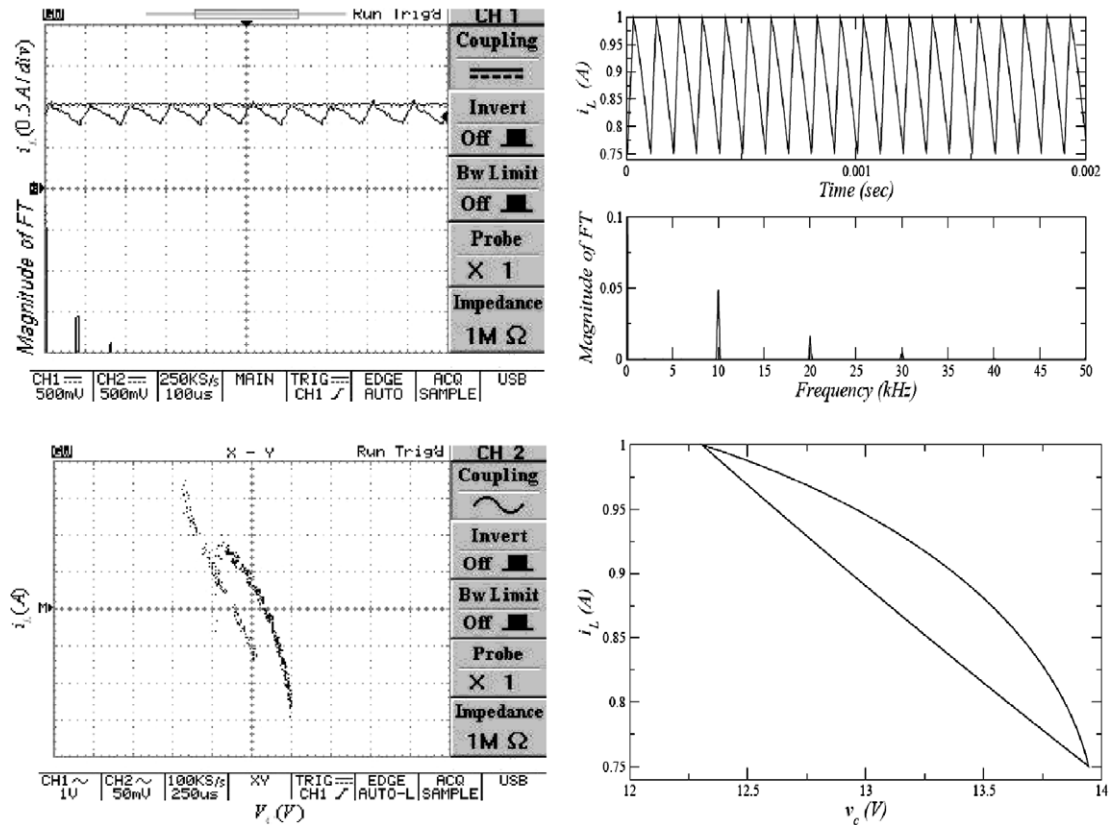 Run Trig'd
CH 1
Coupling
Invert
Off
Bw Limit
Off
Probe
X 1
Impedance
1M Ω
i_L(0.5 A/div)
Magnitude of FT
CH1 500mV
CH2 500mV
250KS/s 100us
MAIN
TRIG CH1
EDGE AUTO
ACQ SAMPLE
USB
i_L (A)
1
0.95
0.9
0.85
0.8
0.75
0 0.001 0.002
Time (sec)
Magnitude of FT
0.1
0.05
0
0 5 10 15 20 25 30 35 40 45 50
Frequency (kHz)
X - Y
Run Trig'd
CH 2
Coupling
Invert
Off
Bw Limit
Off
Probe
X 1
Impedance
1M Ω
i_L(A)
M
CH1 1V
CH2 50mV
100KS/s 250us
XY
TRIG CH1
EDGE AUTO-L
ACQ SAMPLE
USB
V_c(V)
i_L (A)
1
0.95
0.9
0.85
0.8
0.75
12 12.5 13 13.5 14
v_c (V)